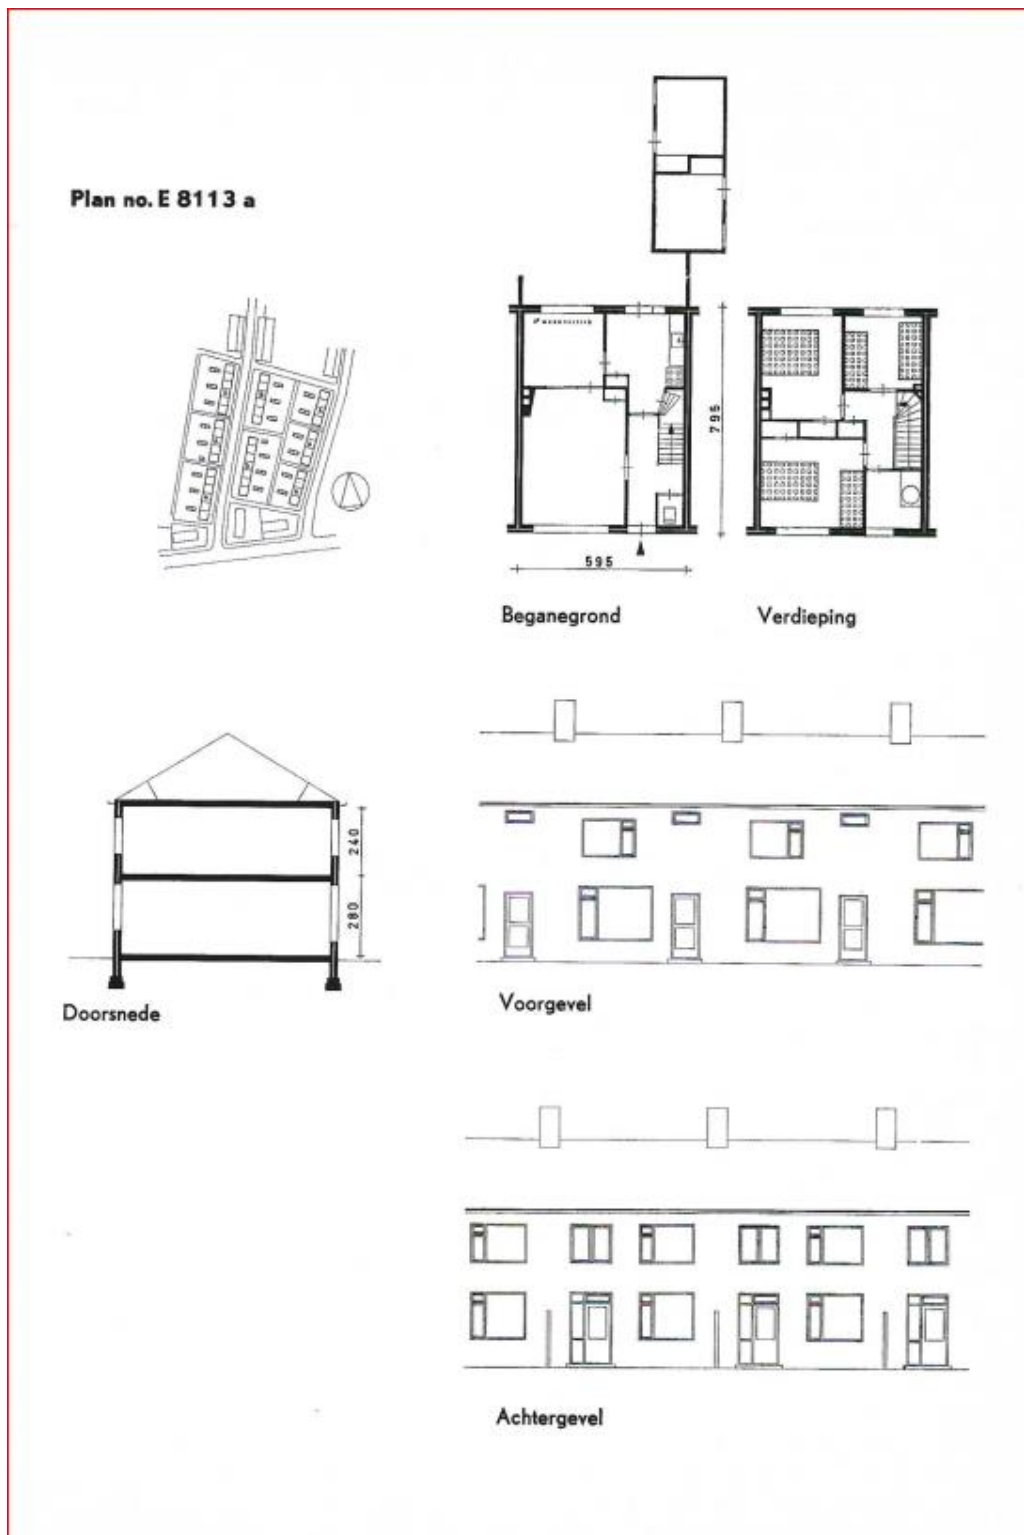 Plan no. E 8113 a
795
595
Beganegrond
Verdieping
240
280
Doorsnede
Voorgevel
Achtergevel